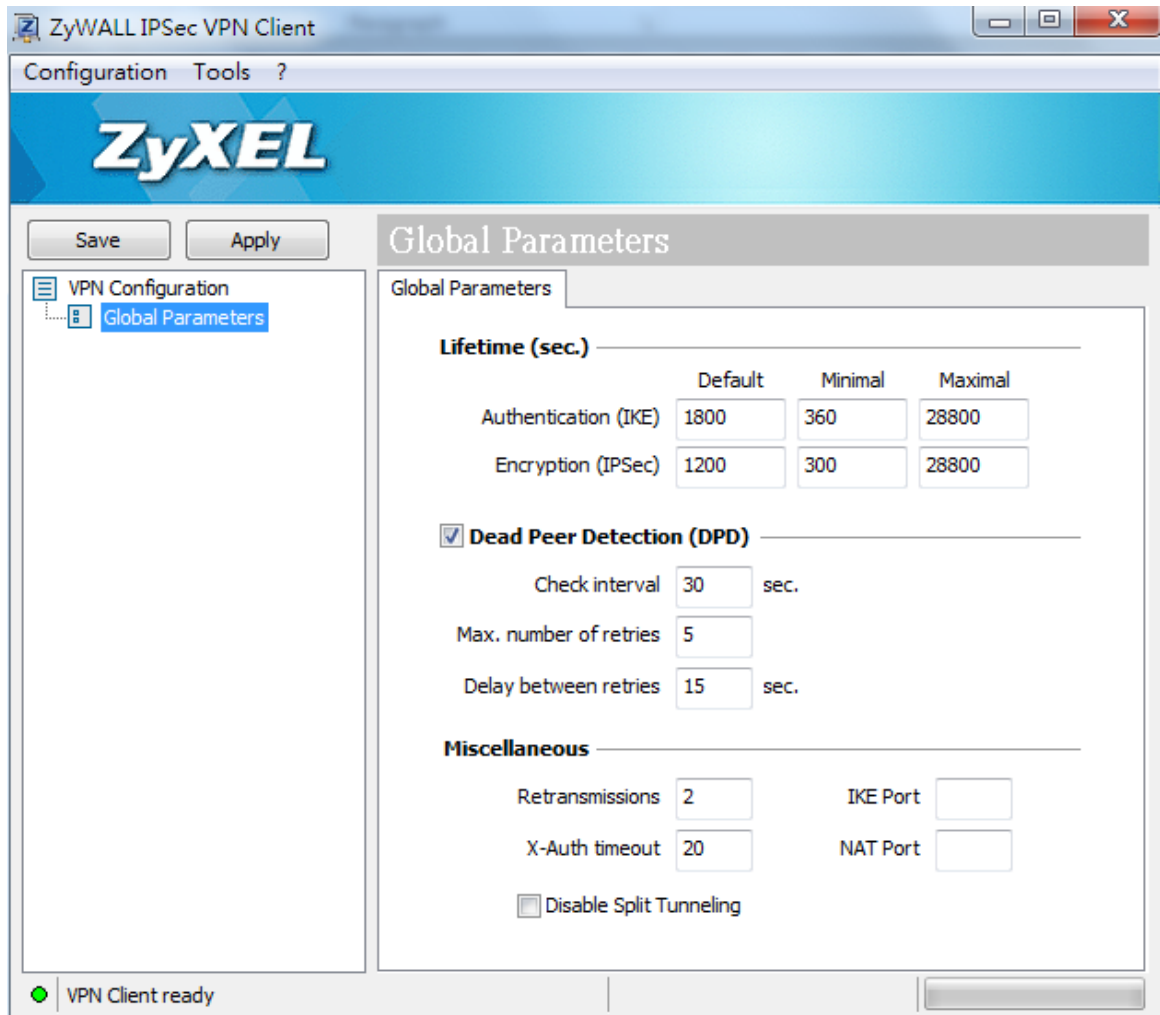 ZyWALL IPSec VPN Client
Configuration Tools ?
ZyXEL
Save Apply
Global Parameters
VPN Configuration
Global Parameters
Global Parameters
Lifetime (sec.)
Default Minimal Maximal
Authentication (IKE) 1800 360 28800
Encryption (IPSec) 1200 300 28800
Dead Peer Detection (DPD)
Check interval 30 sec.
Max. number of retries 5
Delay between retries 15 sec.
Miscellaneous
Retransmissions 2 IKE Port
X-Auth timeout 20 NAT Port
Disable Split Tunneling
VPN Client ready